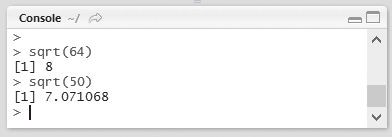 Console ~/
>
> sqrt(64)
[1] 8
> sqrt(50)
[1] 7.071068
>